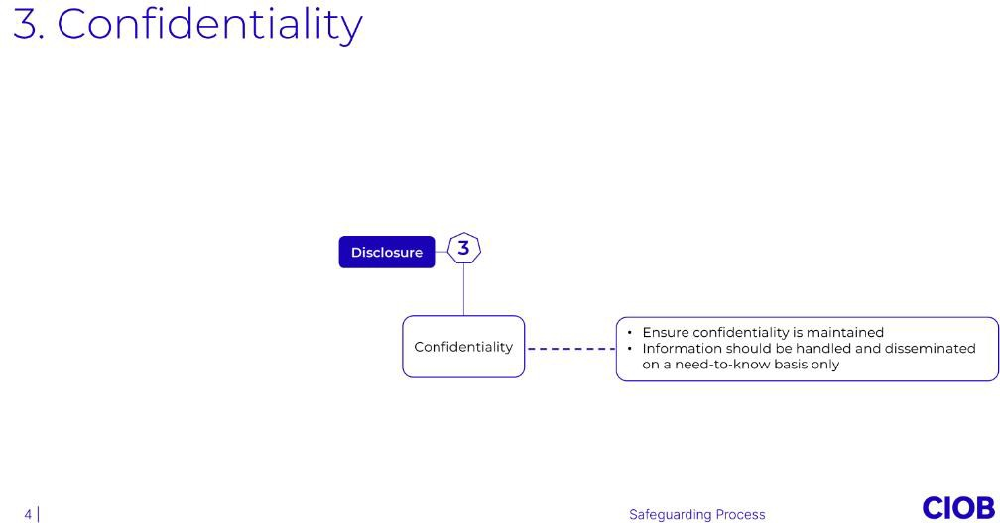 3. Confidentiality
Disclosure
3
Confidentiality
• Ensure confidentiality is maintained
• Information should be handled and disseminated
on a need-to-know basis only
4 |
Safeguarding Process
CIOB